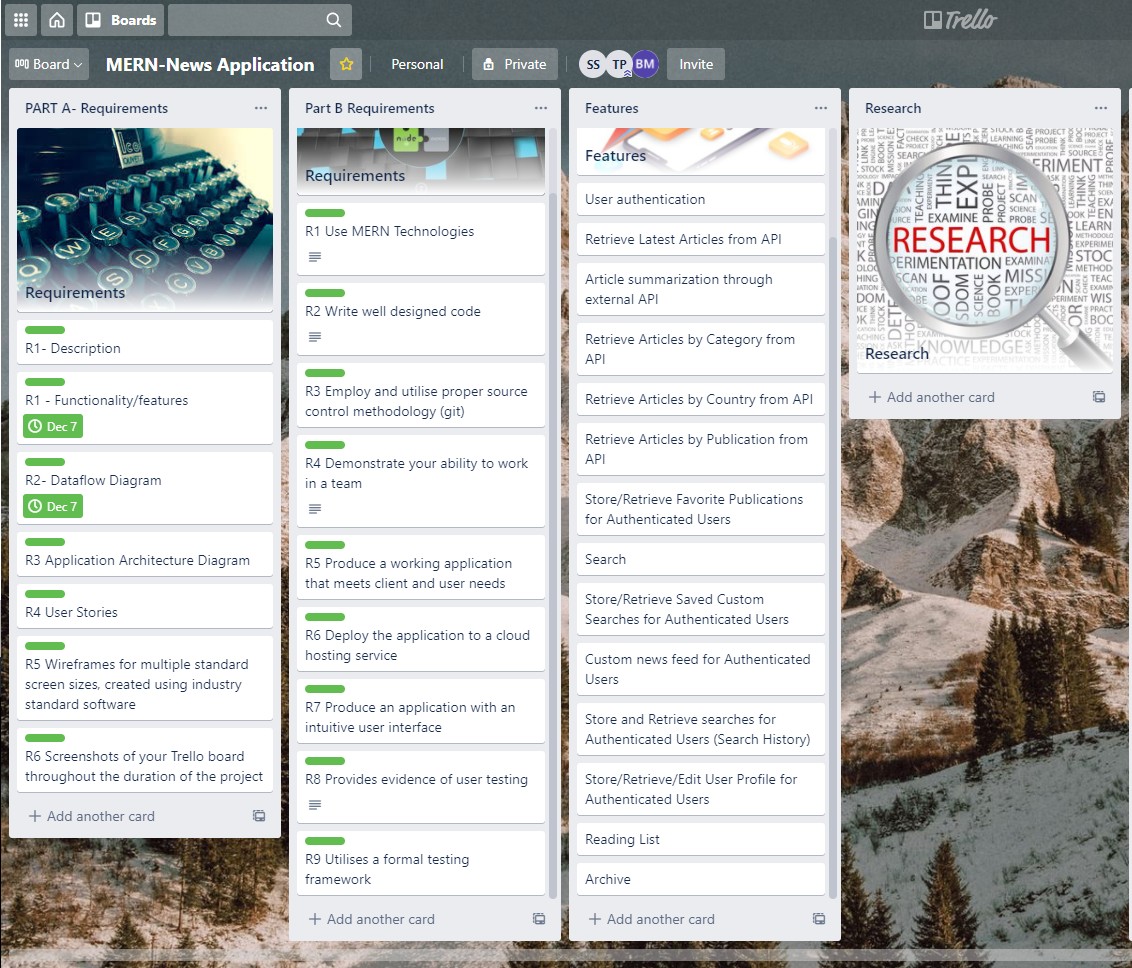 Boards
Trello
Board
MERN-News Application
Personal
Private
SS
TP
BM
Invite
PART A- Requirements
Requirements
R1- Description
R1 - Functionality/features
Dec 7
R2- Dataflow Diagram
Dec 7
R3 Application Architecture Diagram
R4 User Stories
R5 Wireframes for multiple standard
screen sizes, created using industry
standard software
R6 Screenshots of your Trello board
throughout the duration of the project
+ Add another card
Part B Requirements
node
Requirements
R1 Use MERN Technologies
R2 Write well designed code
R3 Employ and utilise proper source
control methodology (git)
R4 Demonstrate your ability to work
in a team
R5 Produce a working application
that meets client and user needs
R6 Deploy the application to a cloud
hosting service
R7 Produce an application with an
intuitive user interface
R8 Provides evidence of user testing
R9 Utilises a formal testing
framework
+ Add another card
Features
Features
User authentication
Retrieve Latest Articles from API
Article summarization through
external API
Retrieve Articles by Category from
API
Retrieve Articles by Country from API
Retrieve Articles by Publication from
API
Store/Retrieve Favorite Publications
for Authenticated Users
Search
Store/Retrieve Saved Custom
Searches for Authenticated Users
Custom news feed for Authenticated
Users
Store and Retrieve searches for
Authenticated Users (Search History)
Store/Retrieve/Edit User Profile for
Authenticated Users
Reading List
Archive
+ Add another card
Research
THINK
EXAMINE
PROBE
RESEARCH
SCIENCE
BOOK
KNOWLEDGE
Research
+ Add another card